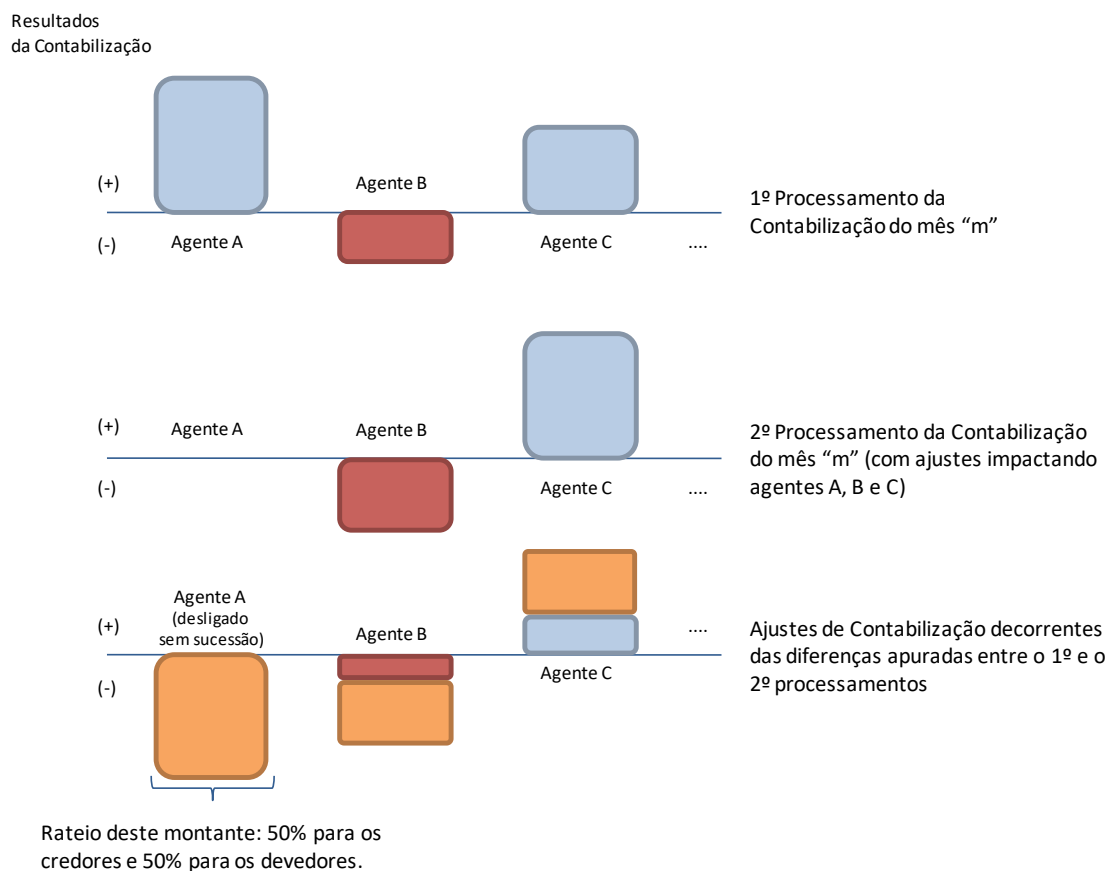 Resultados
da Contabilização
(+)
Agente B
(-)
Agente A
Agente C
....
1º Processamento da
Contabilização do mês “m”
(+)
Agente A
Agente B
(-)
Agente C
....
2º Processamento da Contabilização
do mês “m” (com ajustes impactando
agentes A, B e C)
Agente A
(desligado
sem sucessão)
(+)
Agente B
....
(-)
Agente C
Ajustes de Contabilização decorrentes
das diferenças apuradas entre o 1º e o
2º processamentos
Rateio deste montante: 50% para os
credores e 50% para os devedores.